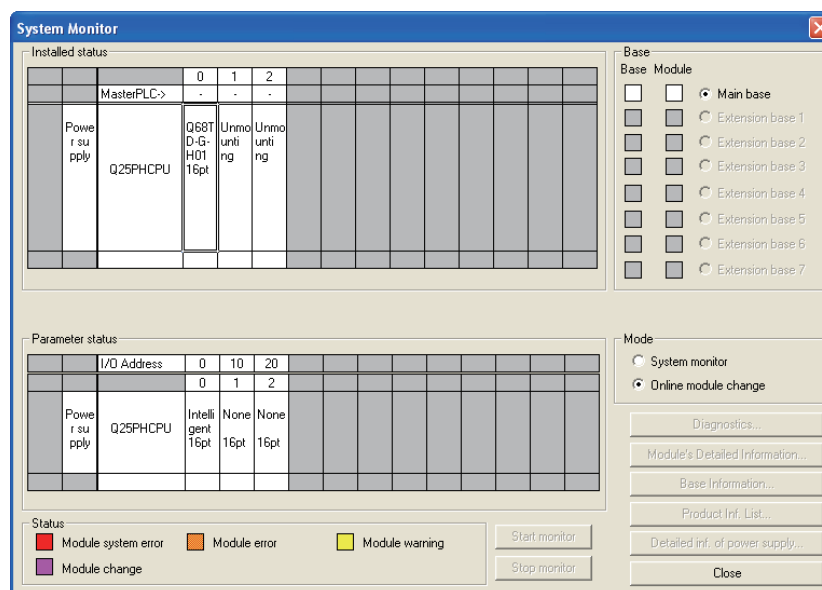 System Monitor
Installed status
0 1 2
MasterPLC-> - - -
Powe
r su
pply
Q25PHCPU
Q68T
D-G-
H01
16pt
Unmo
unti
ng
Unmo
unti
ng
Base
Base Module
Main base
Extension base 1
Extension base 2
Extension base 3
Extension base 4
Extension base 5
Extension base 6
Extension base 7
Parameter status
I/O Address 0 10 20
0 1 2
Powe
r su
pply
Q25PHCPU
Intelli
gent
16pt
None
16pt
None
16pt
Mode
System monitor
Online module change
Diagnostics...
Module's Detailed Information...
Base Information...
Product Inf. List...
Detailed inf. of power supply...
Close
Status
Module system error Module error Module warning
Module change
Start monitor
Stop monitor